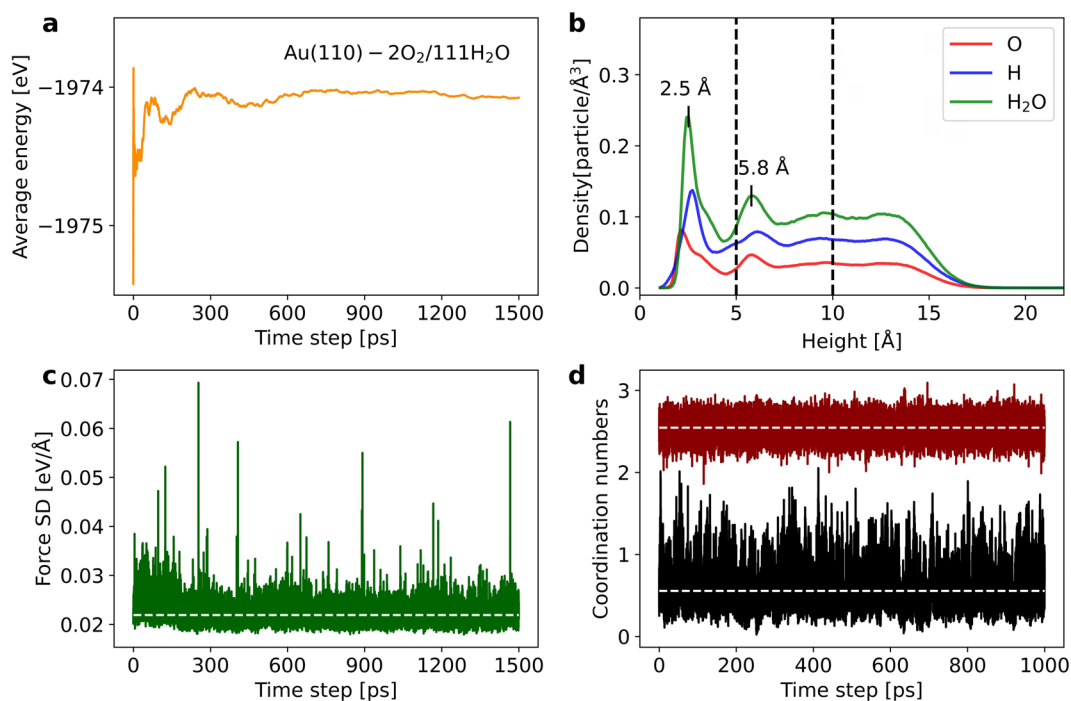 a
Average energy [eV]
−1974
−1975
Au(110) − 2O₂/111H₂O
0 300 600 900 1200 1500
Time step [ps]
b
Density[particle/Å³]
0.3
0.2
0.1
0.0
2.5 Å
5.8 Å
O
H
H₂O
0 5 10 15 20
Height [Å]
c
Force SD [eV/Å]
0.07
0.06
0.05
0.04
0.03
0.02
0 300 600 900 1200 1500
Time step [ps]
d
Coordination numbers
3
2
1
0
0 200 400 600 800 1000
Time step [ps]